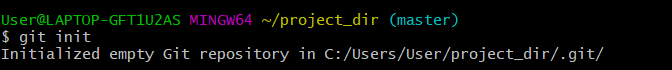 User@LAPTOP-GFT1U2AS MINGW64 ~/project_dir (master)
$ git init
Initialized empty Git repository in C:/Users/User/project_dir/.git/